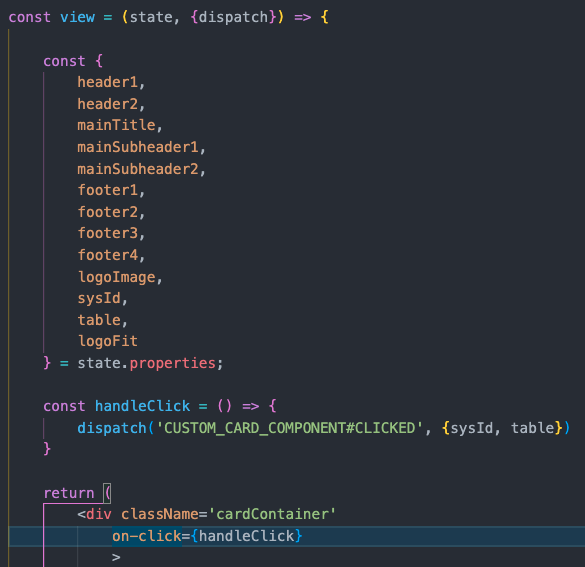 const view = (state, {dispatch}) => {
const {
header1,
header2,
mainTitle,
mainSubheader1,
mainSubheader2,
footer1,
footer2,
footer3,
footer4,
logoImage,
sysId,
table,
logoFit
} = state.properties;
const handleClick = () => {
dispatch('CUSTOM_CARD_COMPONENT#CLICKED', {sysId, table})
}
return (
<div className='cardContainer'
on-click={handleClick}
>